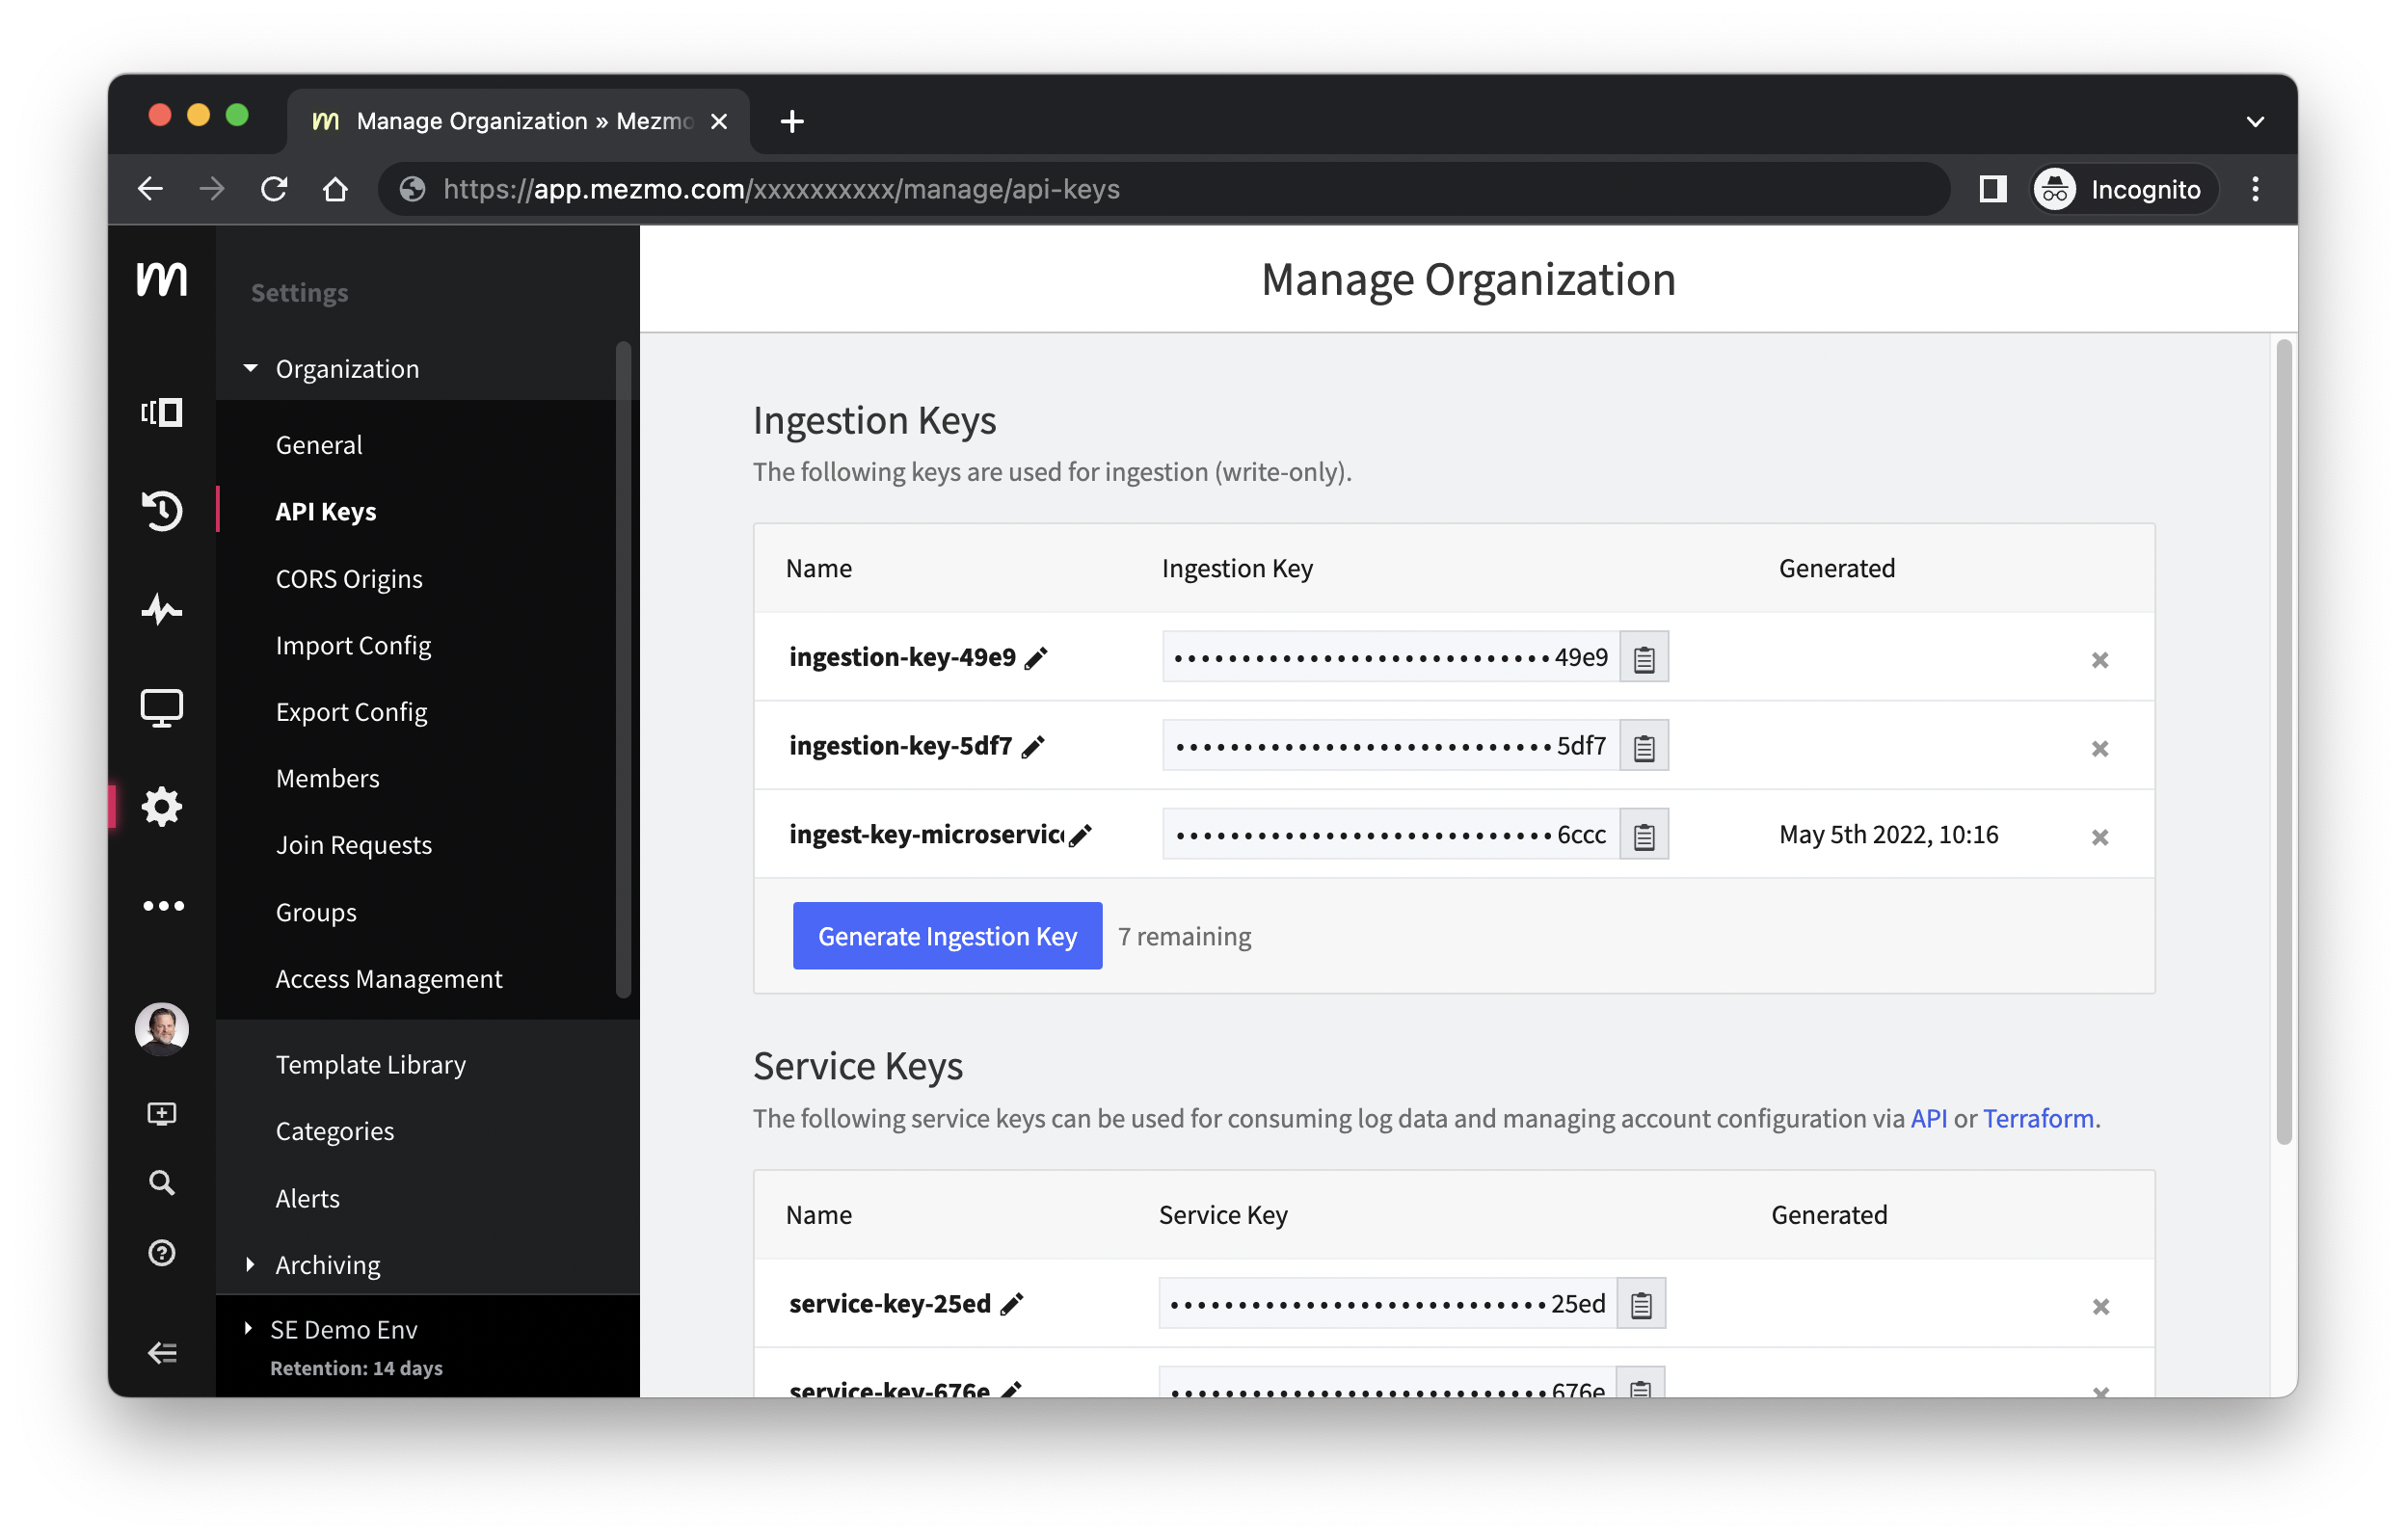 Manage Organization » Mezmo
https://app.mezmo.com/xxxxxxxxxx/manage/api-keys
Incognito
m
Settings
Organization
General
API Keys
CORS Origins
Import Config
Export Config
Members
Join Requests
Groups
Access Management
Template Library
Categories
Alerts
Archiving
SE Demo Env
Retention: 14 days
Manage Organization
Ingestion Keys
The following keys are used for ingestion (write-only).
Name Ingestion Key Generated
ingestion-key-49e9 ••••••••••••••••••••••••••••49e9
ingestion-key-5df7 ••••••••••••••••••••••••••••5df7
ingest-key-microservic ••••••••••••••••••••••••••••6ccc May 5th 2022, 10:16
Generate Ingestion Key 7 remaining
Service Keys
The following service keys can be used for consuming log data and managing account configuration via API or Terraform.
Name Service Key Generated
service-key-25ed ••••••••••••••••••••••••••••25ed
service-key-676e ••••••••••••••••••••••••••••676e